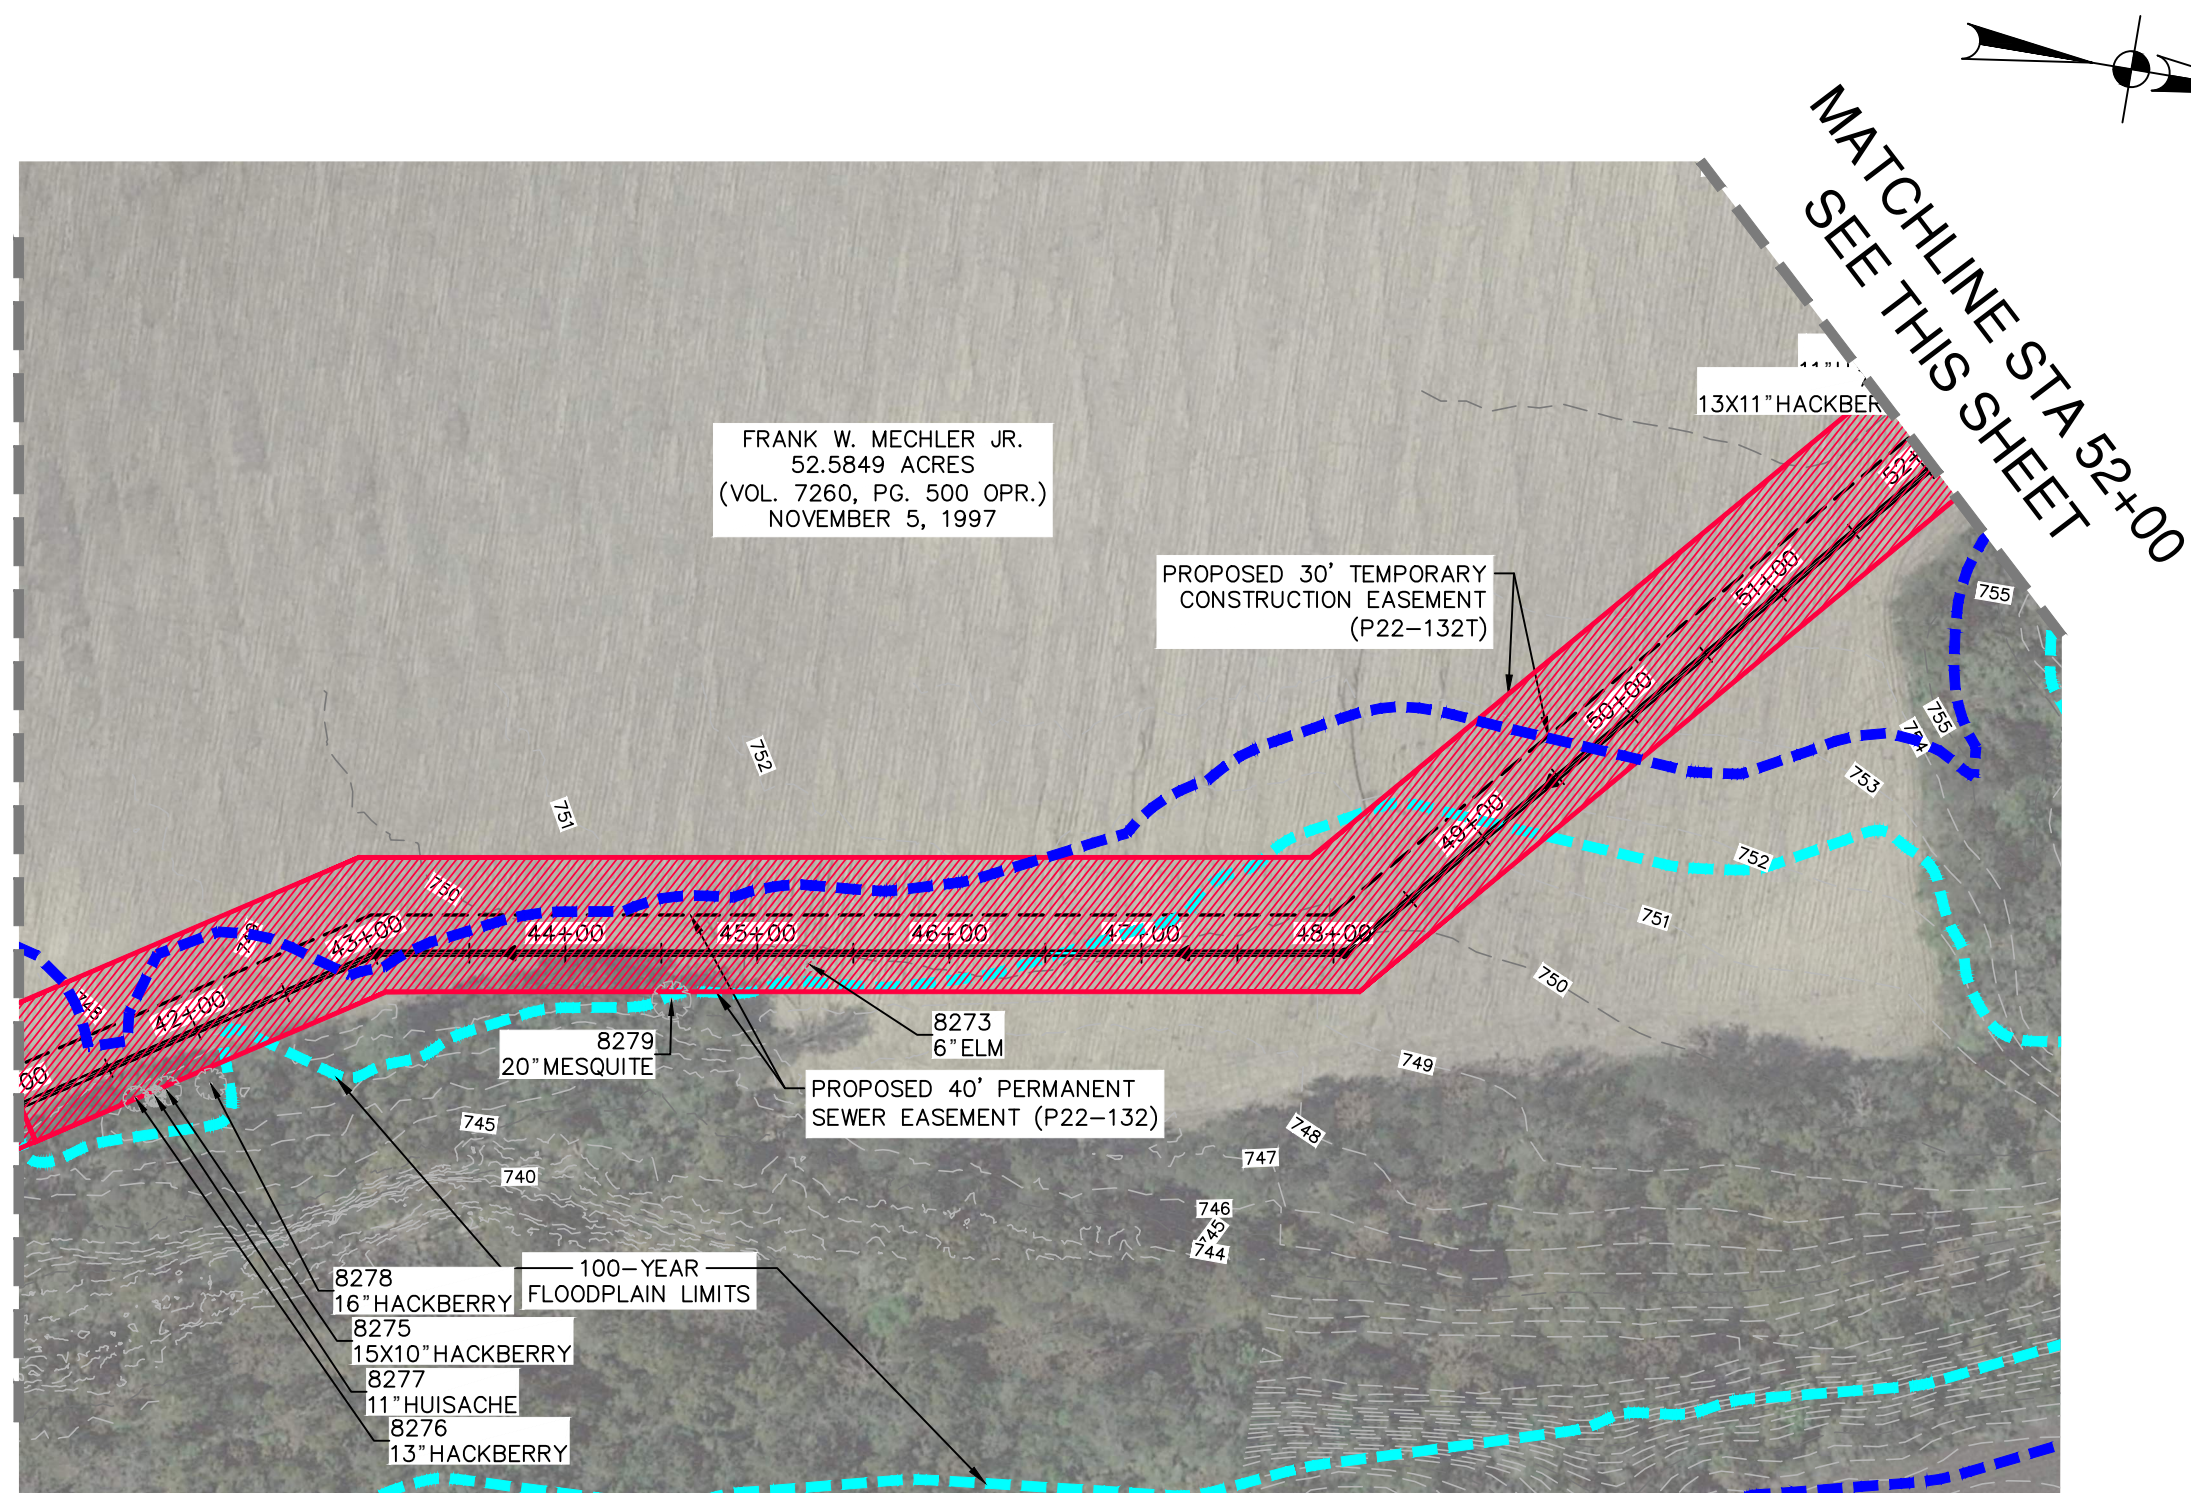 MATCHLINE STA 52+00
SEE THIS SHEET
13X11"HACKBER
FRANK W. MECHLER JR.
52.5849 ACRES
(VOL. 7260, PG. 500 OPR.)
NOVEMBER 5, 1997
PROPOSED 30' TEMPORARY
CONSTRUCTION EASEMENT
(P22-132T)
51+00
50+00
49+00
755
755
754
753
752
751
750
749
748
747
746
745
744
752
751
750
749
748
00
42+00
43+00
44+00
45+00
46+00
47+00
48+00
8273
6"ELM
8279
20"MESQUITE
PROPOSED 40' PERMANENT
SEWER EASEMENT (P22-132)
745
740
100-YEAR
FLOODPLAIN LIMITS
8278
16"HACKBERRY
8275
15X10"HACKBERRY
8277
11"HUISACHE
8276
13"HACKBERRY